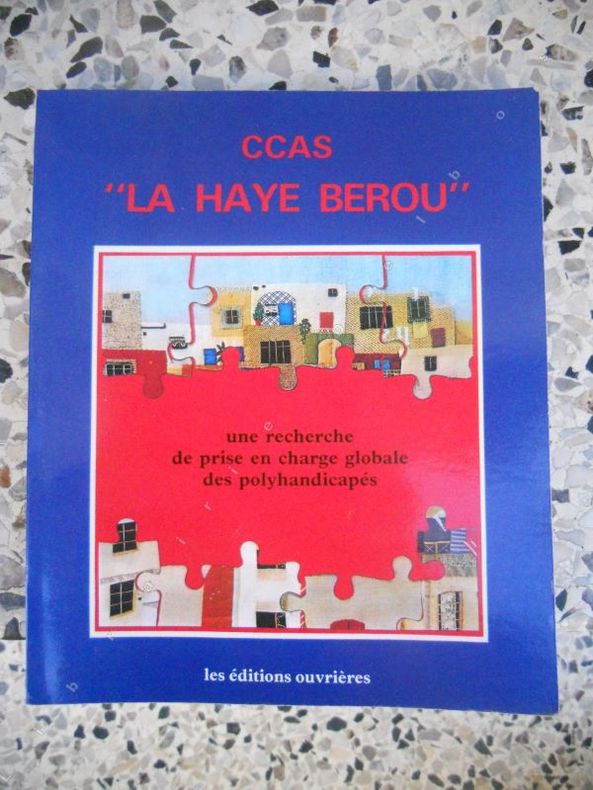 CCAS
"LA HAYE BEROU"
une recherche
de prise en charge globale
des polyhandicapés
les éditions ouvrières